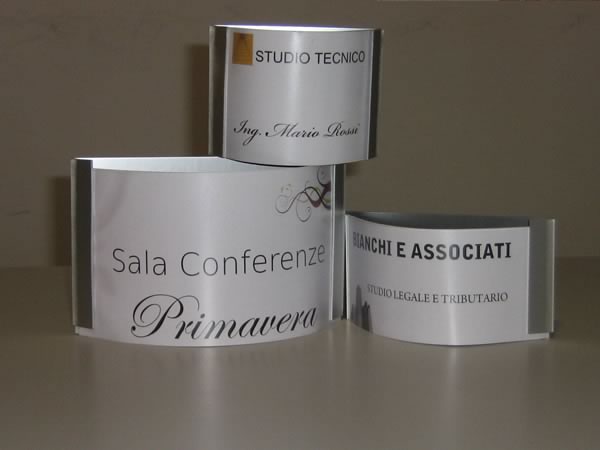 STUDIO TECNICO
Ing. Mario Rossi
Sala Conferenze
Primavera
BIANCHI E ASSOCIATI
STUDIO LEGALE E TRIBUTARIO